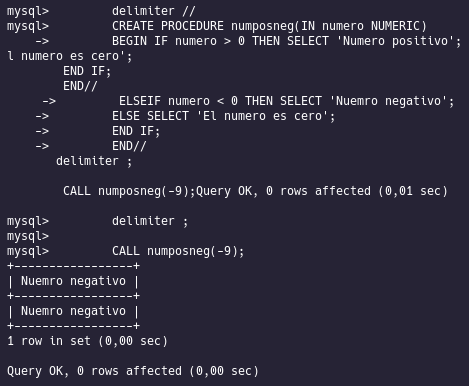 mysql>         delimiter //
mysql>         CREATE PROCEDURE numposneg(IN numero NUMERIC)
    ->         BEGIN IF numero > 0 THEN SELECT 'Numero positivo';
l numero es cero';
        END IF;
        END//
     ->         ELSEIF numero < 0 THEN SELECT 'Nuemro negativo';
    ->         ELSE SELECT 'El numero es cero';
    ->         END IF;
    ->         END//
       delimiter ;

        CALL numposneg(-9);Query OK, 0 rows affected (0,01 sec)

mysql>         delimiter ;
mysql>
mysql>         CALL numposneg(-9);
+-----------------+
| Nuemro negativo |
+-----------------+
| Nuemro negativo |
+-----------------+
1 row in set (0,00 sec)

Query OK, 0 rows affected (0,00 sec)